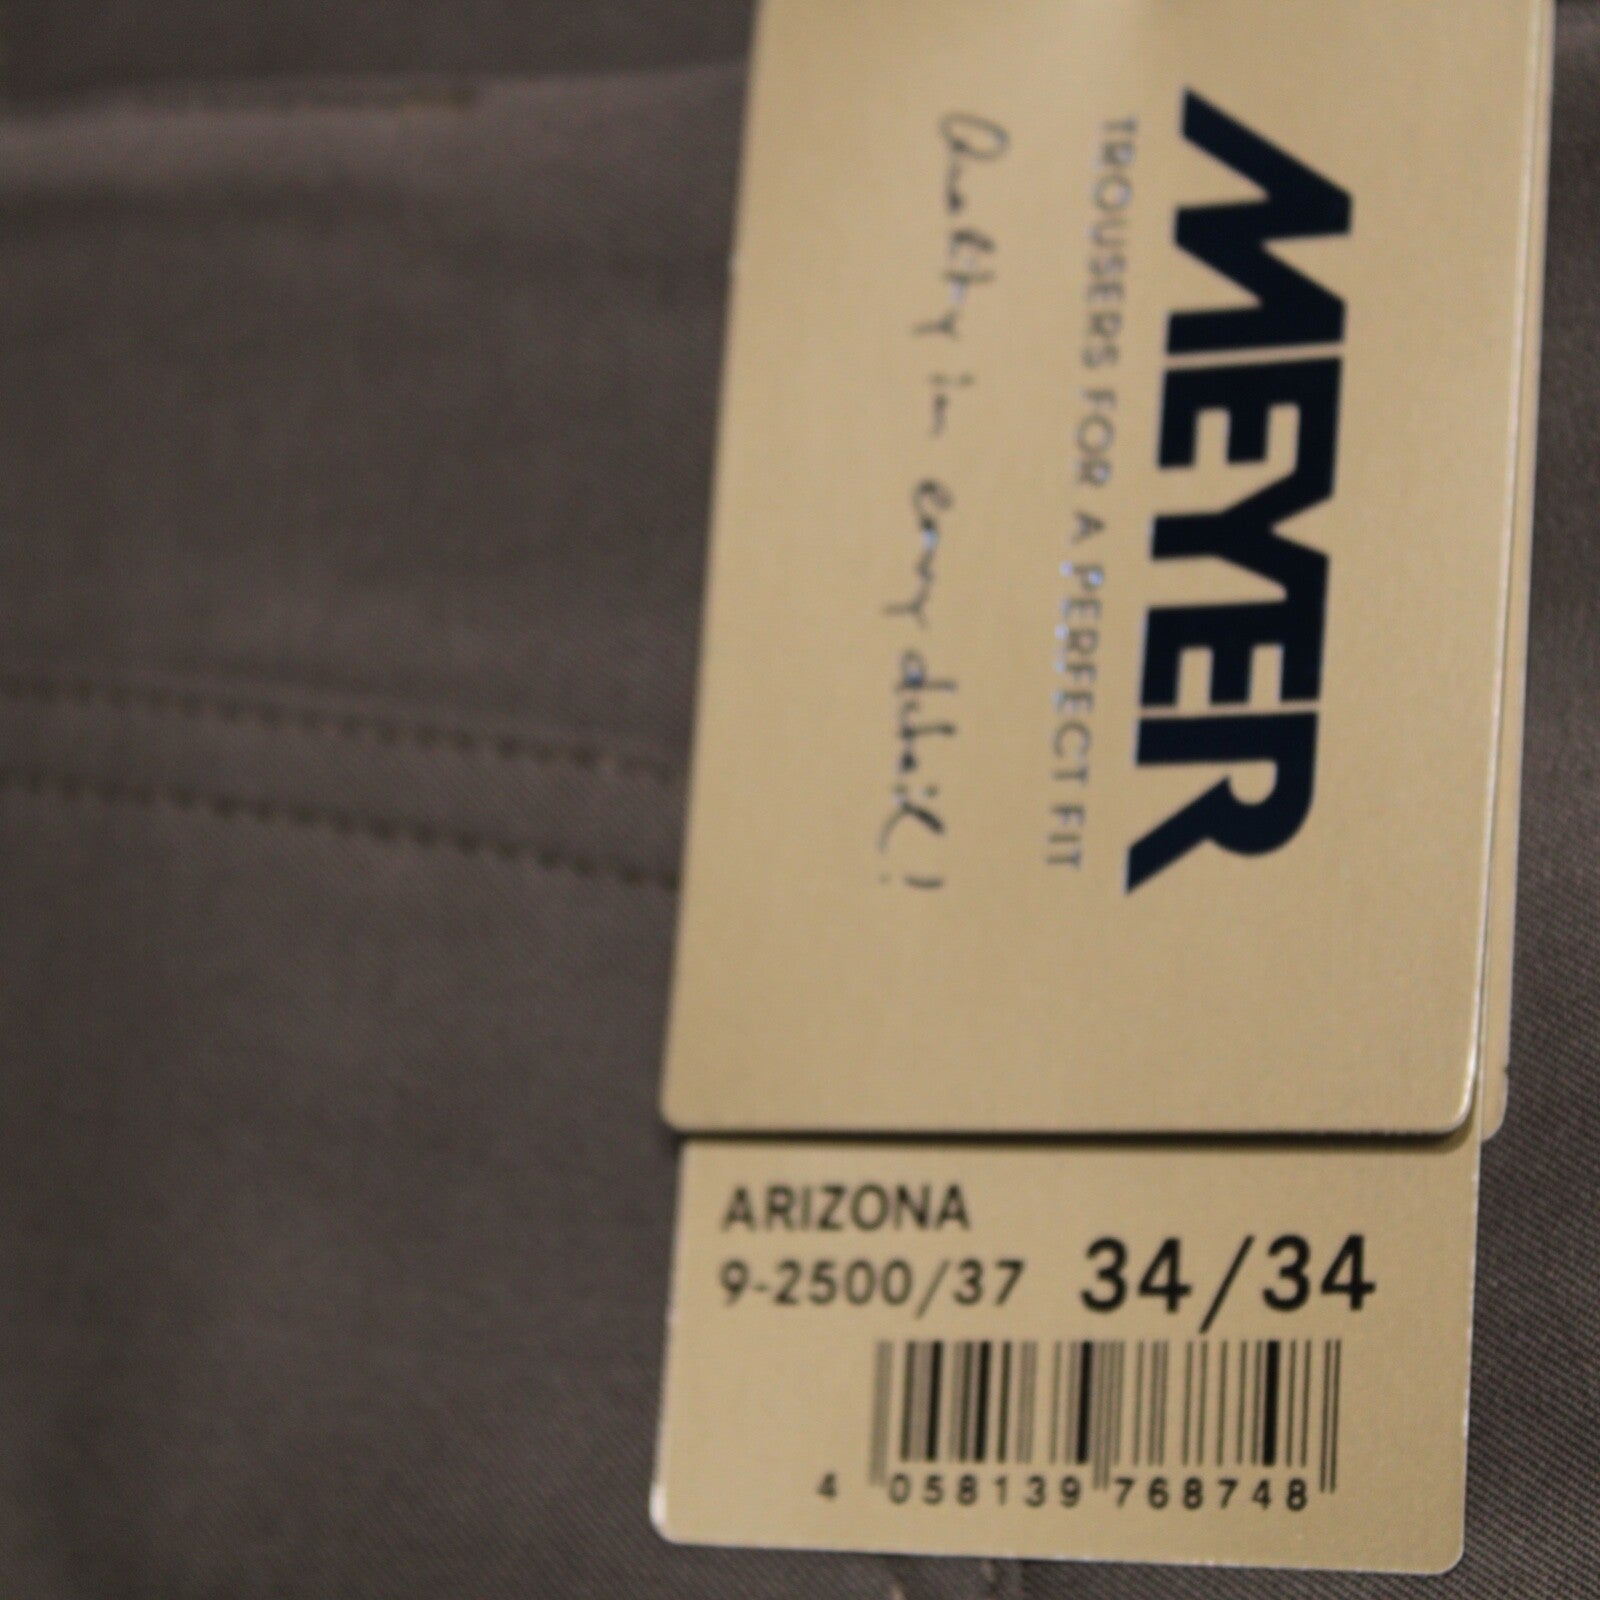 MEYER
TROUSERS FOR A PERFECT FIT
Quality in every detail!
ARIZONA
9-2500/37 34/34
4 058139 768748